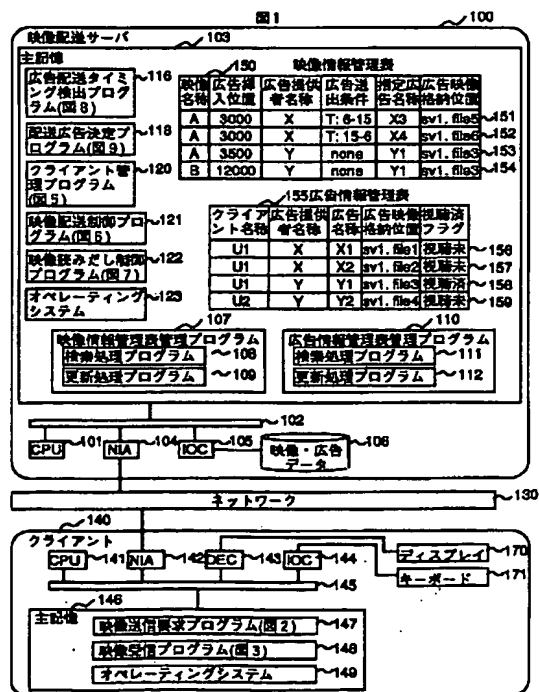 図1
100
映像配送サーバ
103
主記憶
広告配送タイミング検出プログラム(図8)
116
配送広告決定プログラム(図9)
118
クライアント管理プログラム(図5)
120
映像配送制御プログラム(図6)
121
映像読みだし制御プログラム(図7)
122
オペレーティングシステム
123
150 映像情報管理表
映像名称 広告挿入位置 広告提供者名称 広告送出条件 指定広告名称 広告映像格納位置
A 3000 X T:6-15 X3 sv1.file5 151
A 3000 X T:15-6 X4 sv1.file6 152
A 3500 Y none Y1 sv1.file3 153
B 12000 Y none Y1 sv1.file3 154
155 広告情報管理表
クライアント名称 広告提供者名称 広告名称 広告映像格納位置 視聴済フラグ
U1 X X1 sv1.file1 視聴未 156
U1 X X2 sv1.file2 視聴未 157
U1 Y Y1 sv1.file3 視聴済 158
U2 Y Y2 sv1.file4 視聴未 159
107
映像情報管理表管理プログラム
検索処理プログラム 108
更新処理プログラム 109
110
広告情報管理表管理プログラム
検索処理プログラム 111
更新処理プログラム 112
102
CPU 101 NIA 104 IOC 105 映像・広告データ 106
ネットワーク 130
140
クライアント
CPU 141 NIA 142 DEC 143 IOC 144
ディスプレイ 170
キーボード 171
145
146
主記憶
映像送信要求プログラム(図2) 147
映像受信プログラム(図3) 148
オペレーティングシステム 149